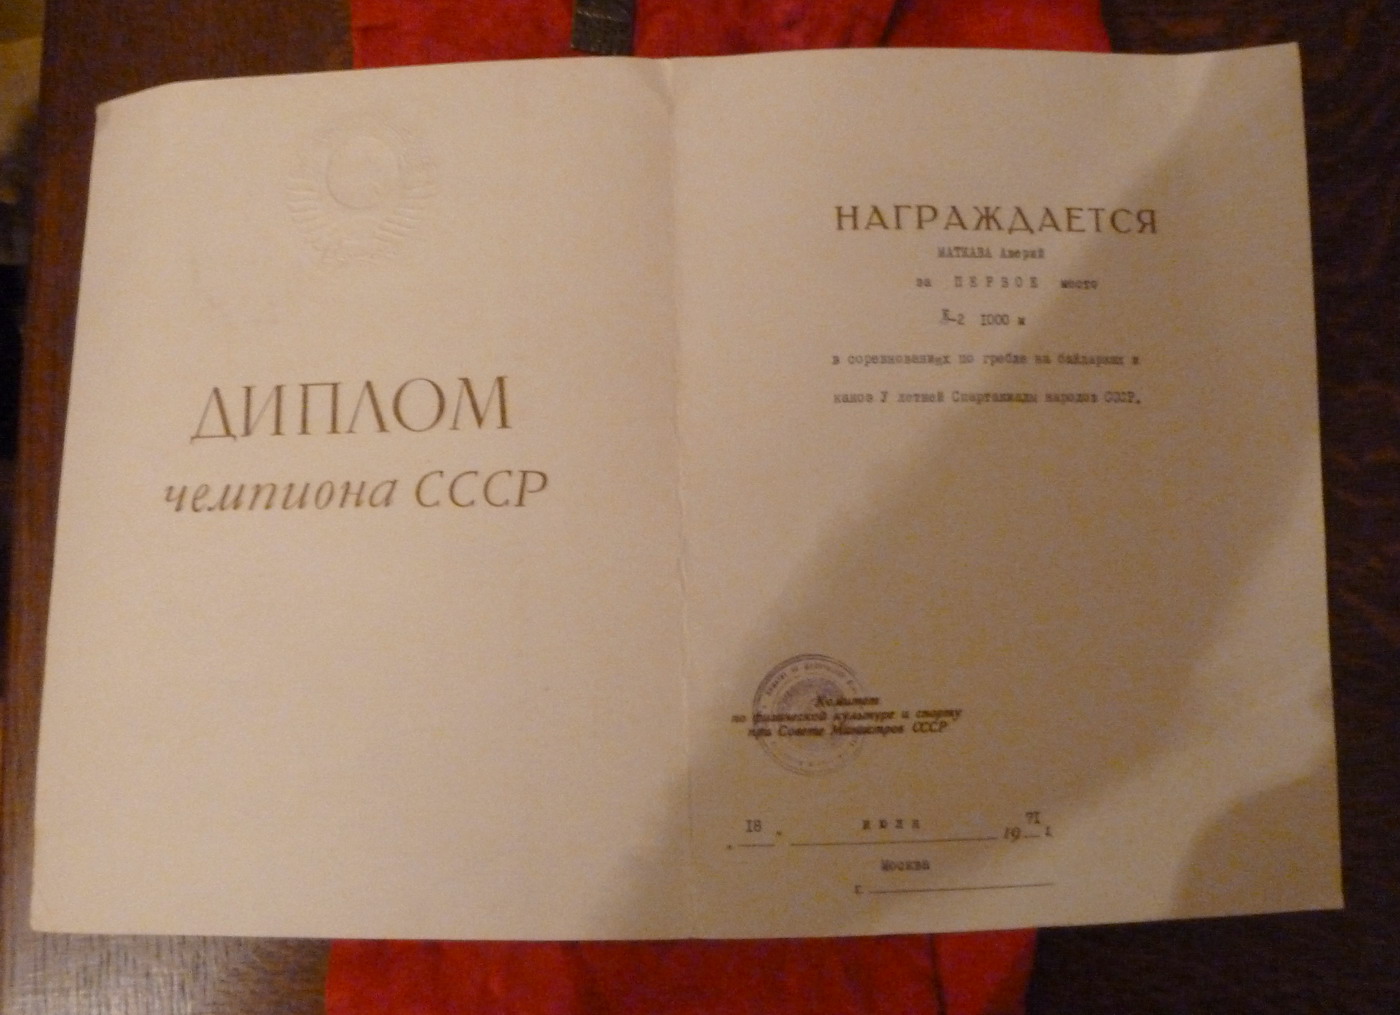 ДИПЛОМ
чемпиона СССР
НАГРАЖДАЕТСЯ
МАТКАВА Аверий
за ПЕРВОЕ место
К-2 1000 м
в соревнованиях по гребле на байдарках и
каноэ У летней Спартакиады народов СССР.
Комитет
по физической культуре и спорту
при Совете Министров СССР
„ 18 " июля 1971 г.
Москва
г.